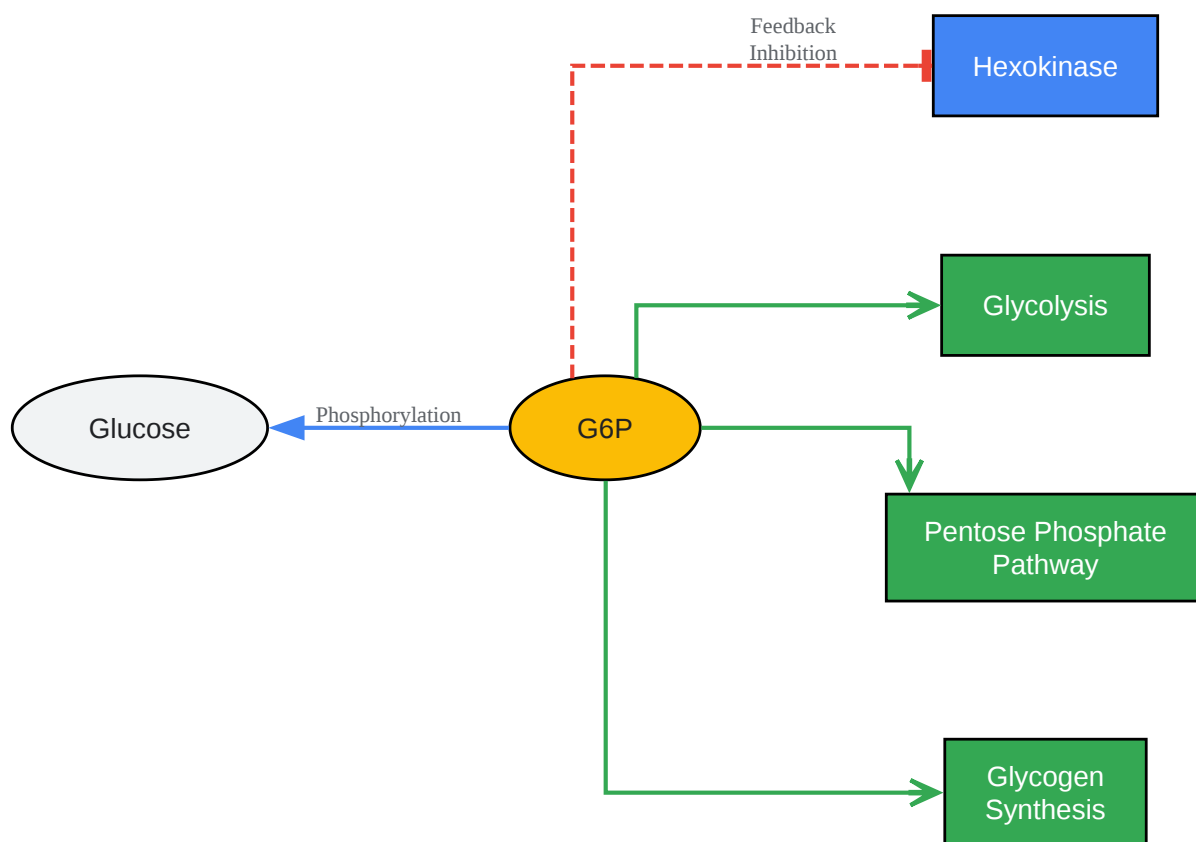 Feedback
Inhibition
Hexokinase
Glycolysis
Glucose
Phosphorylation
G6P
Pentose Phosphate
Pathway
Glycogen
Synthesis